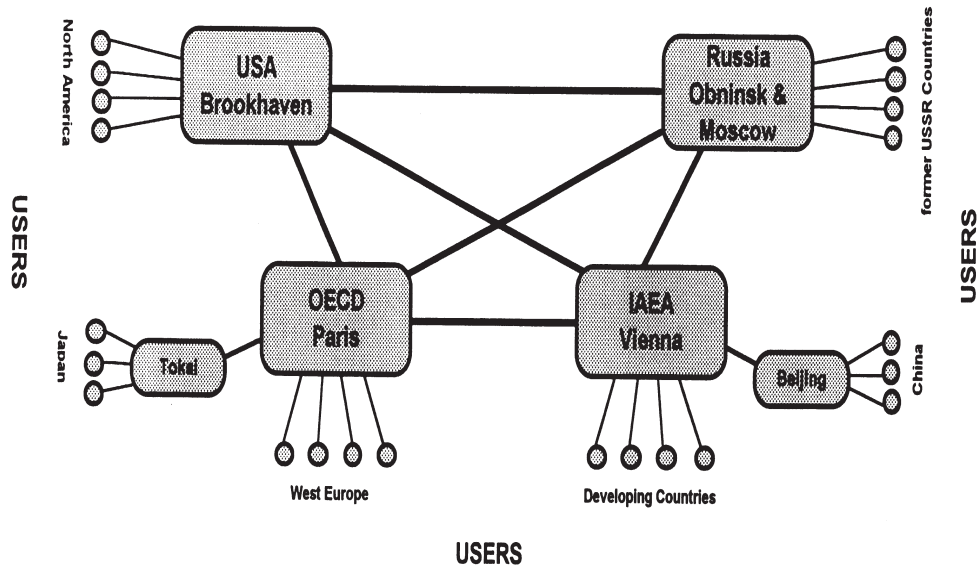 North America
USA
Brookhaven
Russia
Obninsk &
Moscow
former USSR Countries
USERS
USERS
OECD
Paris
IAEA
Vienna
Japan
Tokai
Beijing
China
West Europe
Developing Countries
USERS